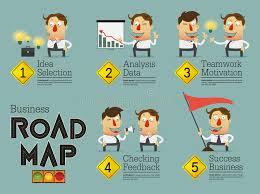 1
Idea
Selection
2
Analysis
Data
3
Teamwork
Motivation
Business
ROAD
MAP
4
Checking
Feedback
5
Success
Business